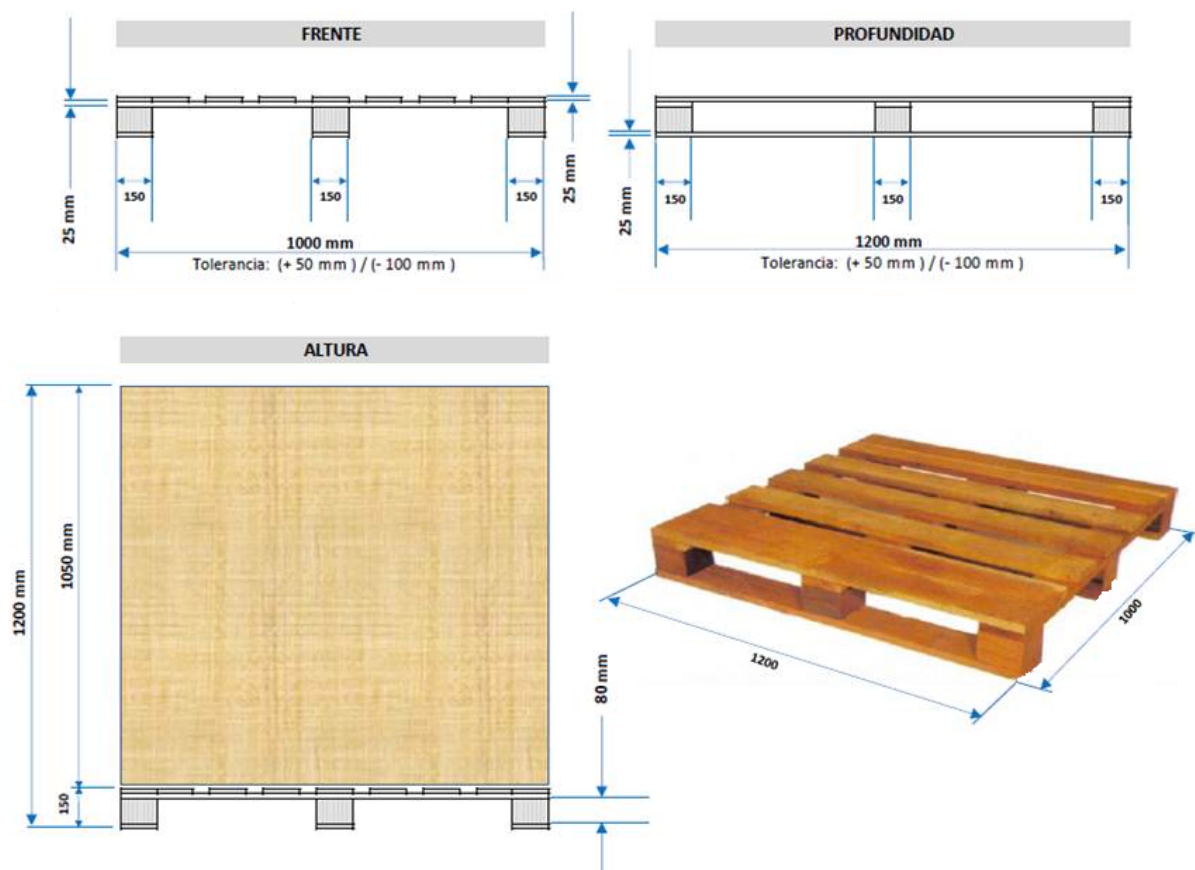 FRENTE
25 mm
150
150
150
25 mm
1000 mm
Tolerancia: (+ 50 mm ) / (- 100 mm )
PROFUNDIDAD
25 mm
150
150
150
1200 mm
Tolerancia: (+ 50 mm ) / (- 100 mm )
ALTURA
1200 mm
1050 mm
150
80 mm
1200
1000